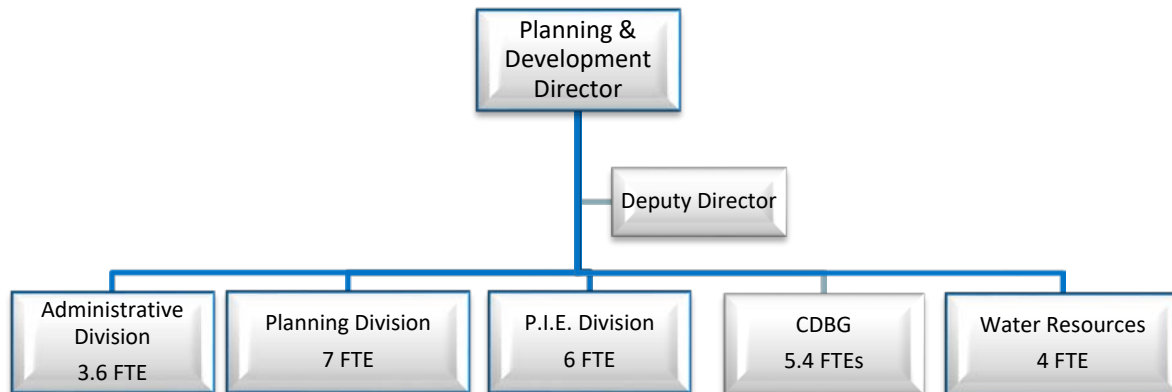 Planning &
Development
Director
Deputy Director
Administrative
Division
3.6 FTE
Planning Division
7 FTE
P.I.E. Division
6 FTE
CDBG
5.4 FTEs
Water Resources
4 FTE